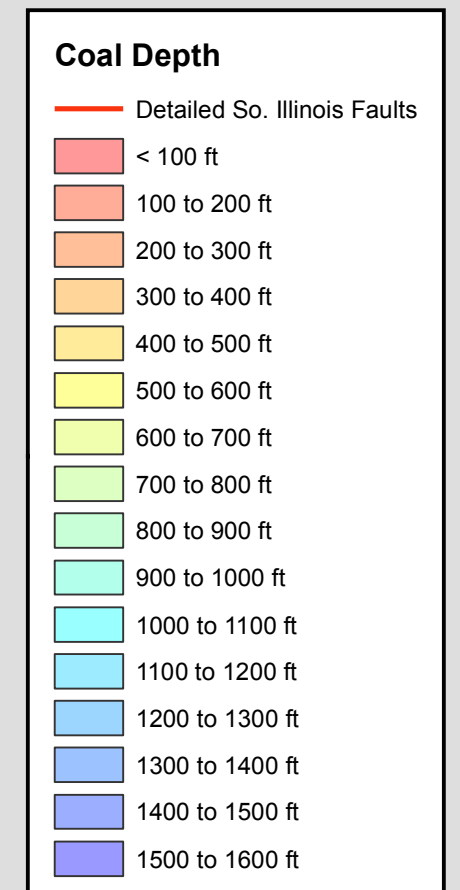 Coal Depth
Detailed So. Illinois Faults
< 100 ft
100 to 200 ft
200 to 300 ft
300 to 400 ft
400 to 500 ft
500 to 600 ft
600 to 700 ft
700 to 800 ft
800 to 900 ft
900 to 1000 ft
1000 to 1100 ft
1100 to 1200 ft
1200 to 1300 ft
1300 to 1400 ft
1400 to 1500 ft
1500 to 1600 ft